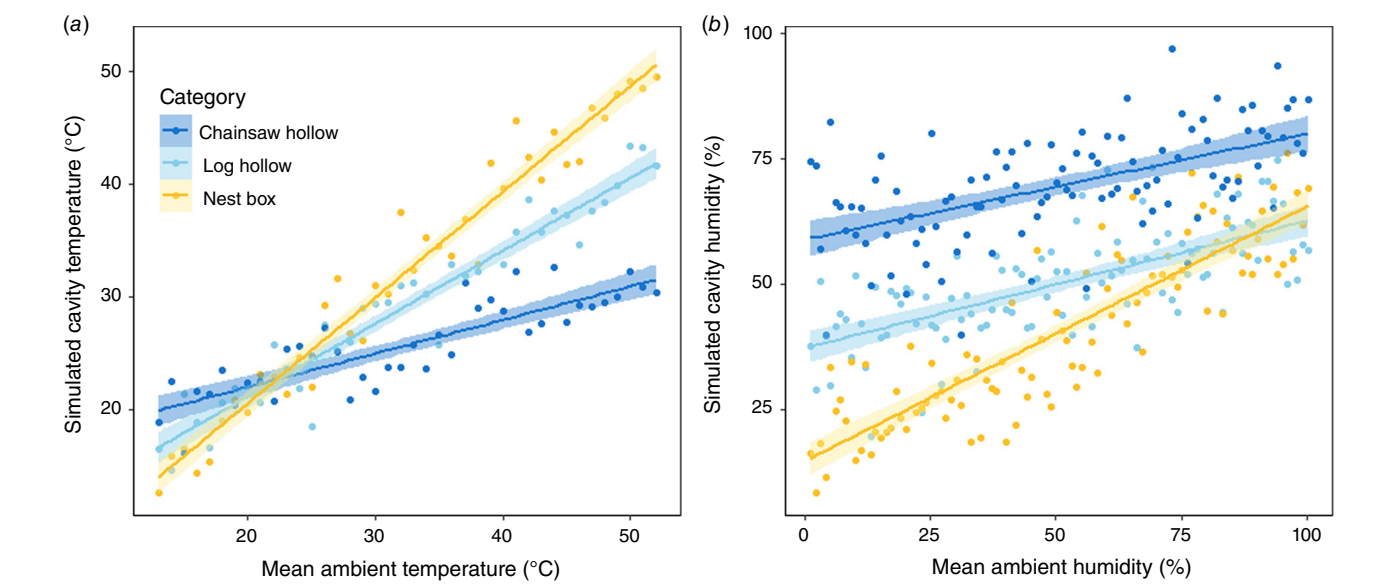 (a)
50
40
30
20
Simulated cavity temperature (°C)
Category
Chainsaw hollow
Log hollow
Nest box
20 30 40 50
Mean ambient temperature (°C)
(b)
100
75
50
25
Simulated cavity humidity (%)
0 25 50 75 100
Mean ambient humidity (%)